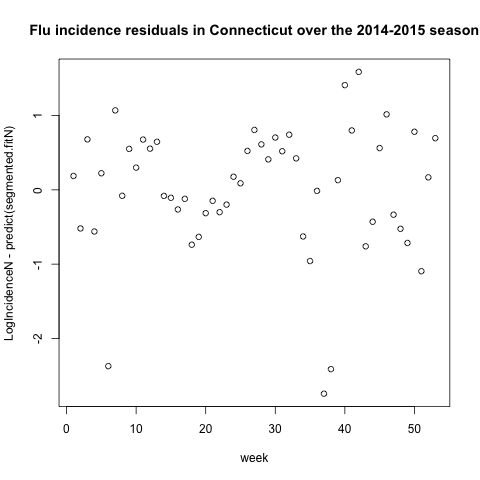 Flu incidence residuals in Connecticut over the 2014-2015 season
LogIncidenceN - predict(segmented.fitN)
1
0
-1
-2
0 10 20 30 40 50
week